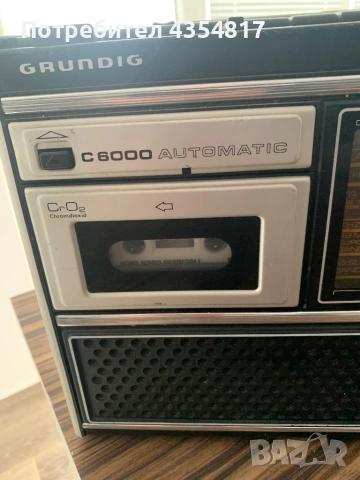 Потребител 4354817
GRUNDIG
C 6000 AUTOMATIC
CrO₂
Chromdioxid
BAZAR